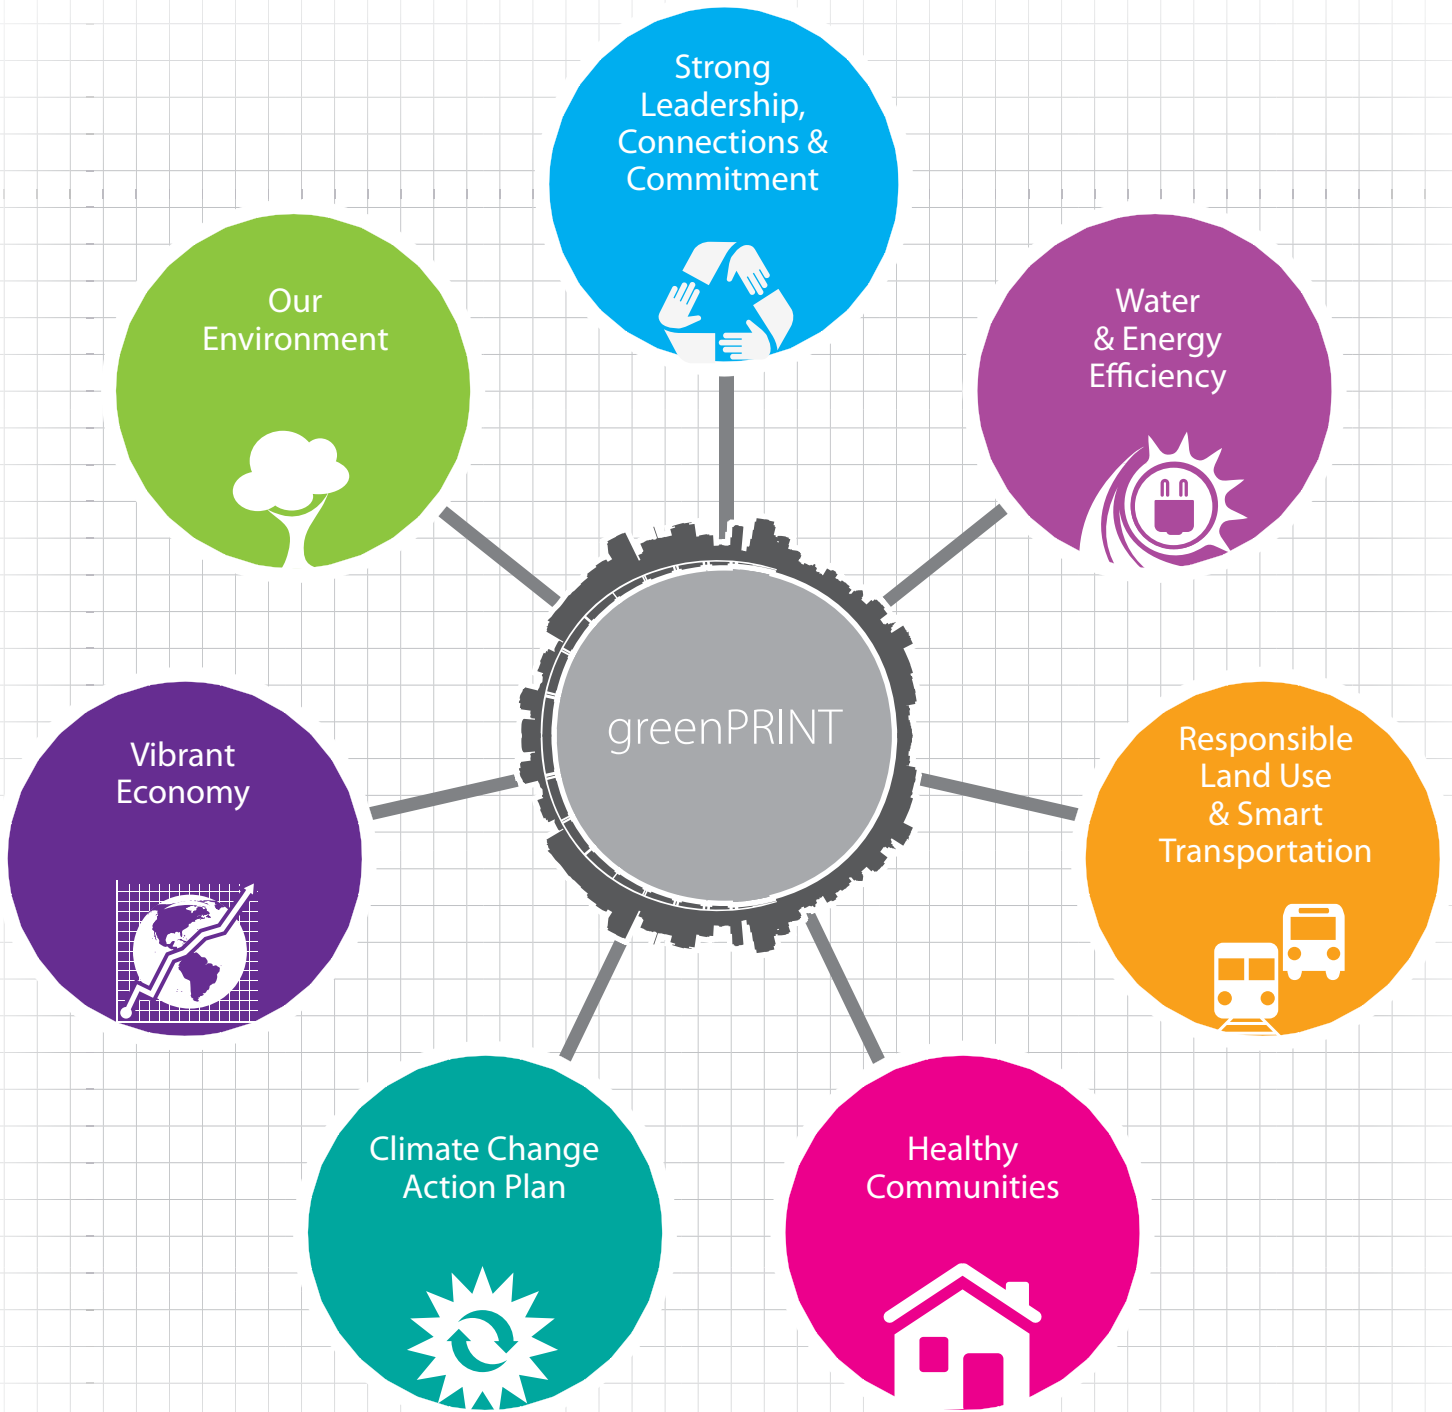 Strong
Leadership,
Connections &
Commitment
Our
Environment
Water
& Energy
Efficiency
greenPRINT
Vibrant
Economy
Responsible
Land Use
& Smart
Transportation
Climate Change
Action Plan
Healthy
Communities